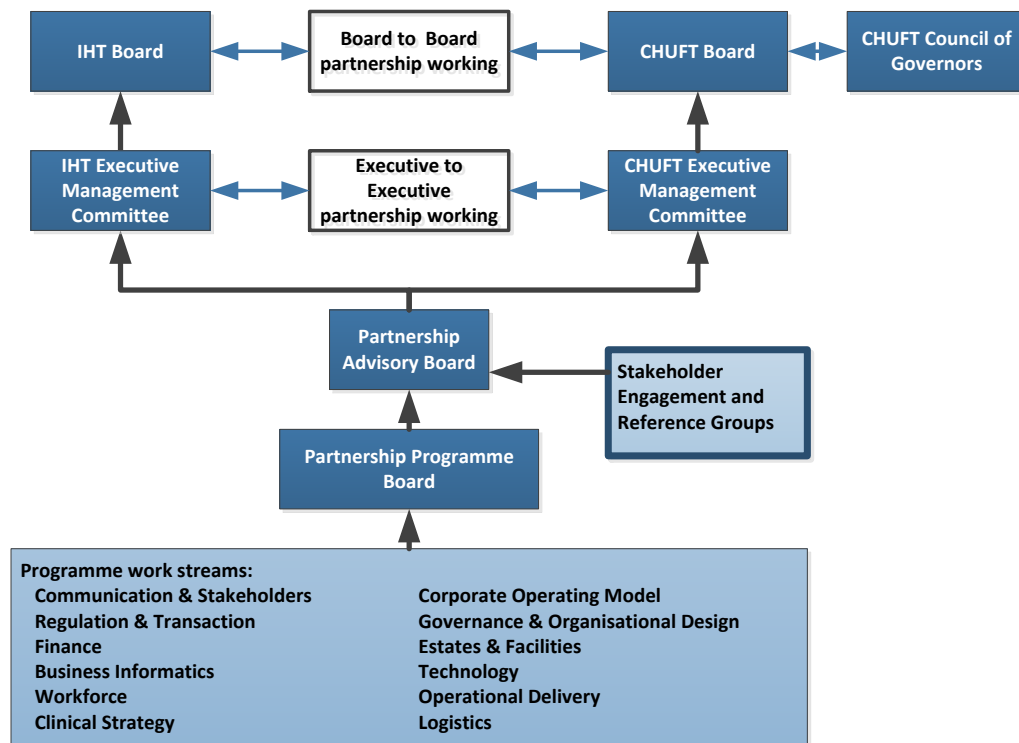 IHT Board
Board to Board
partnership working
CHUFT Board
CHUFT Council of
Governors
IHT Executive
Management
Committee
Executive to
Executive
partnership working
CHUFT Executive
Management
Committee
Partnership
Advisory Board
Stakeholder
Engagement and
Reference Groups
Partnership Programme
Board
Programme work streams:
Communication & Stakeholders
Regulation & Transaction
Finance
Business Informatics
Workforce
Clinical Strategy
Corporate Operating Model
Governance & Organisational Design
Estates & Facilities
Technology
Operational Delivery
Logistics